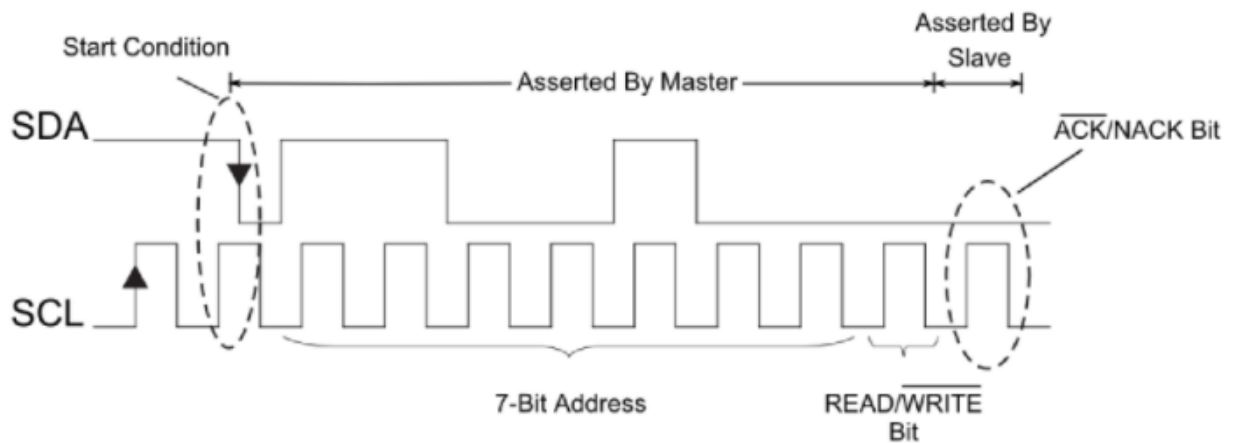 Asserted By
Slave
Start Condition
Asserted By Master
SDA
ACK/NACK Bit
SCL
7-Bit Address
READ/WRITE
Bit